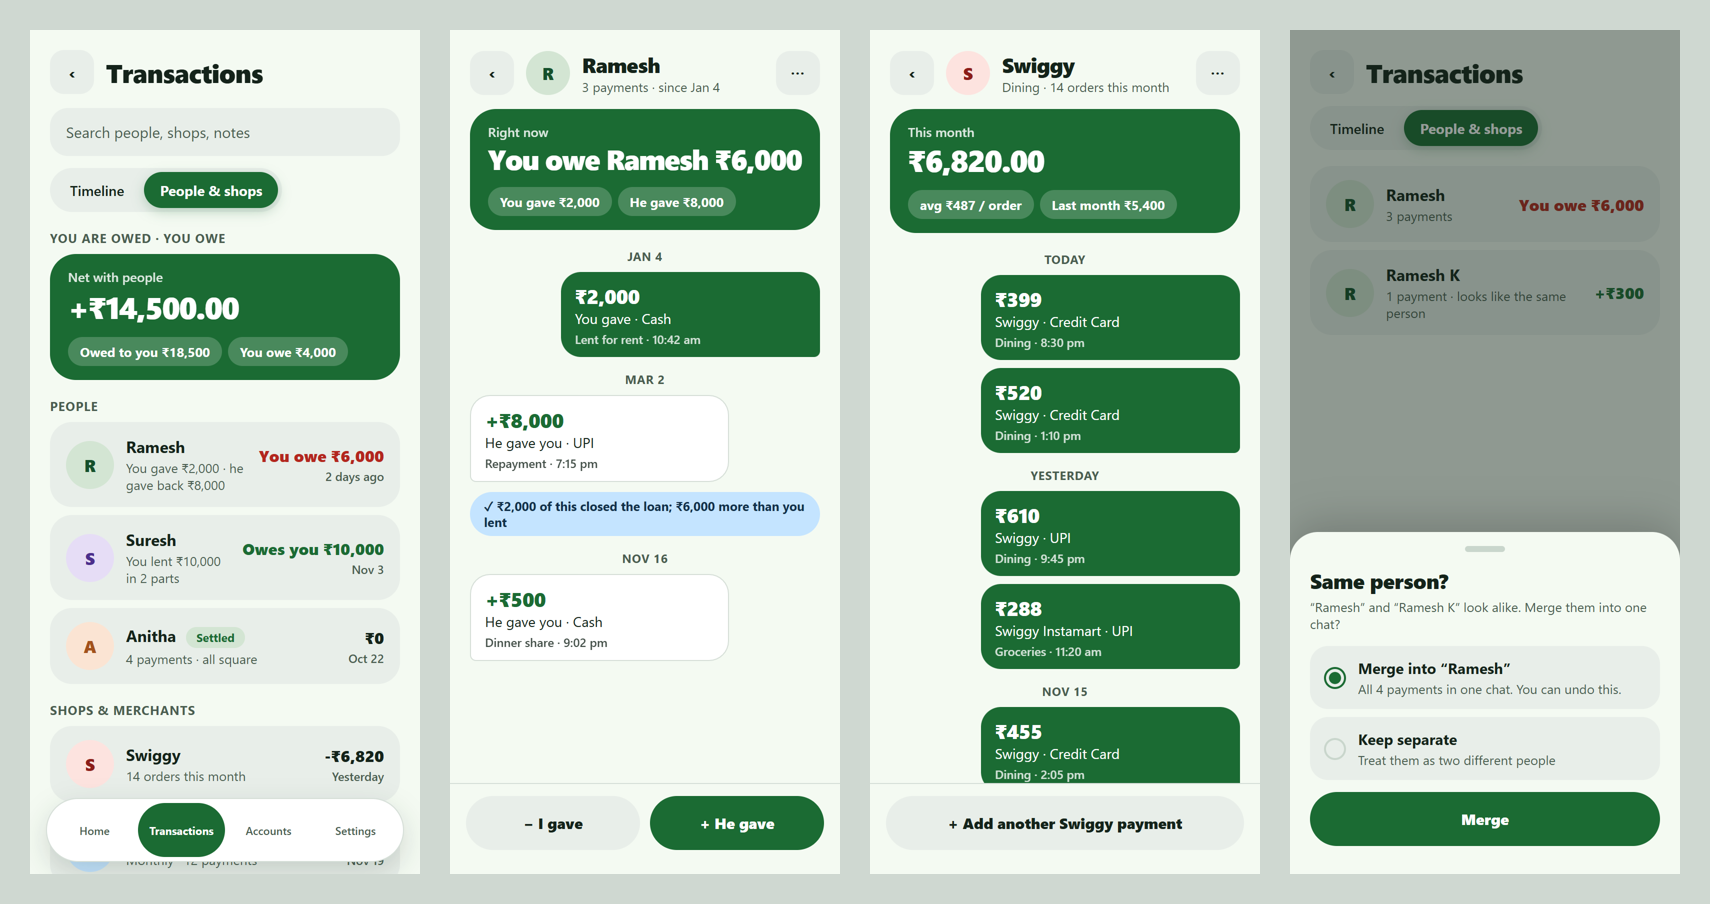 ‹
Transactions
Search people, shops, notes
Timeline
People & shops
YOU ARE OWED · YOU OWE
Net with people
+₹14,500.00
Owed to you ₹18,500
You owe ₹4,000
PEOPLE
R
Ramesh
You gave ₹2,000 · he
gave back ₹8,000
You owe ₹6,000
2 days ago
S
Suresh
You lent ₹10,000
in 2 parts
Owes you ₹10,000
Nov 3
A
Anitha
Settled
4 payments · all square
₹0
Oct 22
SHOPS & MERCHANTS
S
Swiggy
14 orders this month
-₹6,820
Yesterday
Home
Transactions
Accounts
Settings
Monthly · 12 payments
Nov 19
‹
R
Ramesh
3 payments · since Jan 4
···
Right now
You owe Ramesh ₹6,000
You gave ₹2,000
He gave ₹8,000
JAN 4
₹2,000
You gave · Cash
Lent for rent · 10:42 am
MAR 2
+₹8,000
He gave you · UPI
Repayment · 7:15 pm
✓ ₹2,000 of this closed the loan; ₹6,000 more than you
lent
NOV 16
+₹500
He gave you · Cash
Dinner share · 9:02 pm
− I gave
+ He gave
‹
S
Swiggy
Dining · 14 orders this month
···
This month
₹6,820.00
avg ₹487 / order
Last month ₹5,400
TODAY
₹399
Swiggy · Credit Card
Dining · 8:30 pm
₹520
Swiggy · Credit Card
Dining · 1:10 pm
YESTERDAY
₹610
Swiggy · UPI
Dining · 9:45 pm
₹288
Swiggy Instamart · UPI
Groceries · 11:20 am
NOV 15
₹455
Swiggy · Credit Card
Dining · 2:05 pm
+ Add another Swiggy payment
‹
Transactions
Timeline
People & shops
R
Ramesh
3 payments
You owe ₹6,000
R
Ramesh K
1 payment · looks like the same
person
+₹300
Same person?
“Ramesh” and “Ramesh K” look alike. Merge them into one
chat?
Merge into “Ramesh”
All 4 payments in one chat. You can undo this.
Keep separate
Treat them as two different people
Merge